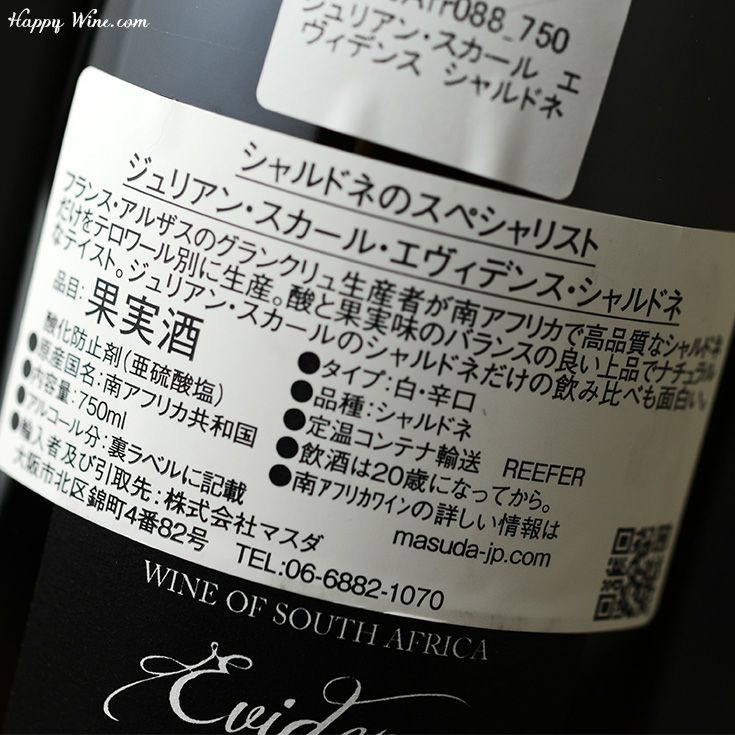 Happy Wine.com
088_750
ジュリアン・スカール エ
ヴィデンス シャルドネ
シャルドネのスペシャリスト
ジュリアン・スカール・エヴィデンス・シャルドネ
フランス・アルザスのグランクリュ生産者が南アフリカで高品質なシャルドネ
だけをテロワール別に生産。酸と果実味のバランスの良い上品でナチュラル
なテイスト。ジュリアン・スカールのシャルドネだけの飲み比べも面白い。
品目：果実酒
酸化防止剤（亜硫酸塩）
●原産国名：南アフリカ共和国
●内容量：750ml
●アルコール分：裏ラベルに記載
●輸入者及び引取先：株式会社マスダ
大阪市北区錦町4番82号 TEL:06-6882-1070
●タイプ：白・辛口
●品種：シャルドネ
●定温コンテナ輸送 REEFER
●飲酒は20歳になってから。
●南アフリカワインの詳しい情報は
masuda-jp.com
WINE OF SOUTH AFRICA